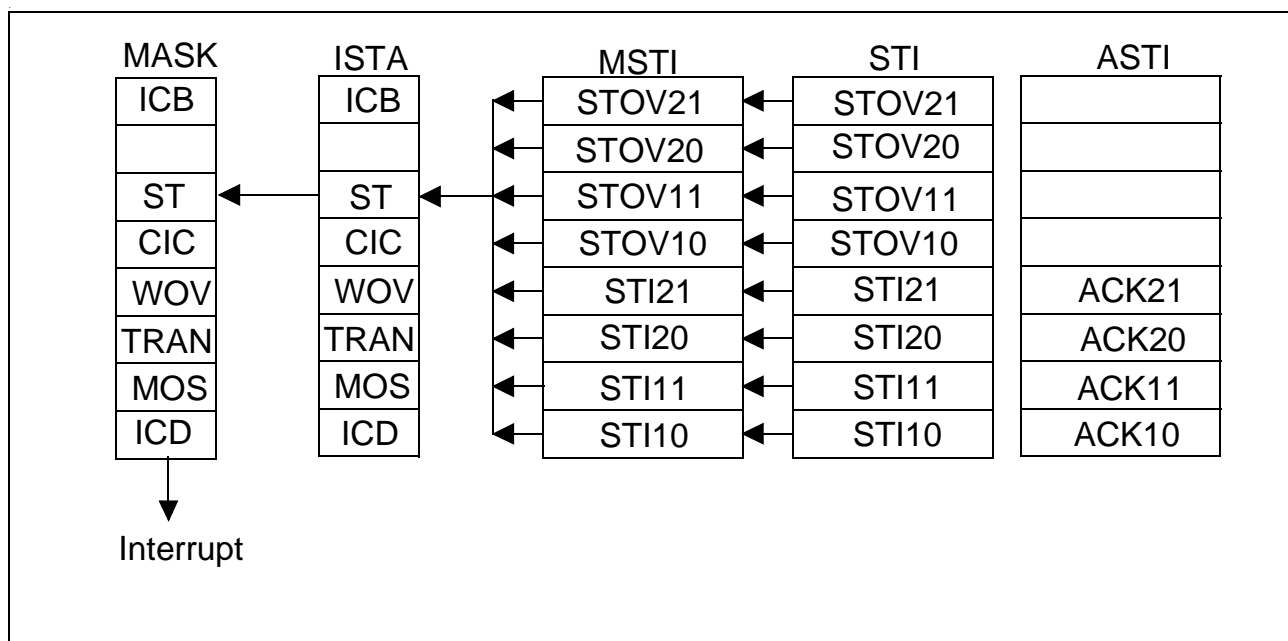 MASK ISTA MSTI STI ASTI
ICB ICB STOV21 STOV21
STOV20 STOV20
ST ST STOV11 STOV11
CIC CIC STOV10 STOV10
WOV WOV STI21 STI21 ACK21
TRAN TRAN STI20 STI20 ACK20
MOS MOS STI11 STI11 ACK11
ICD ICD STI10 STI10 ACK10
Interrupt